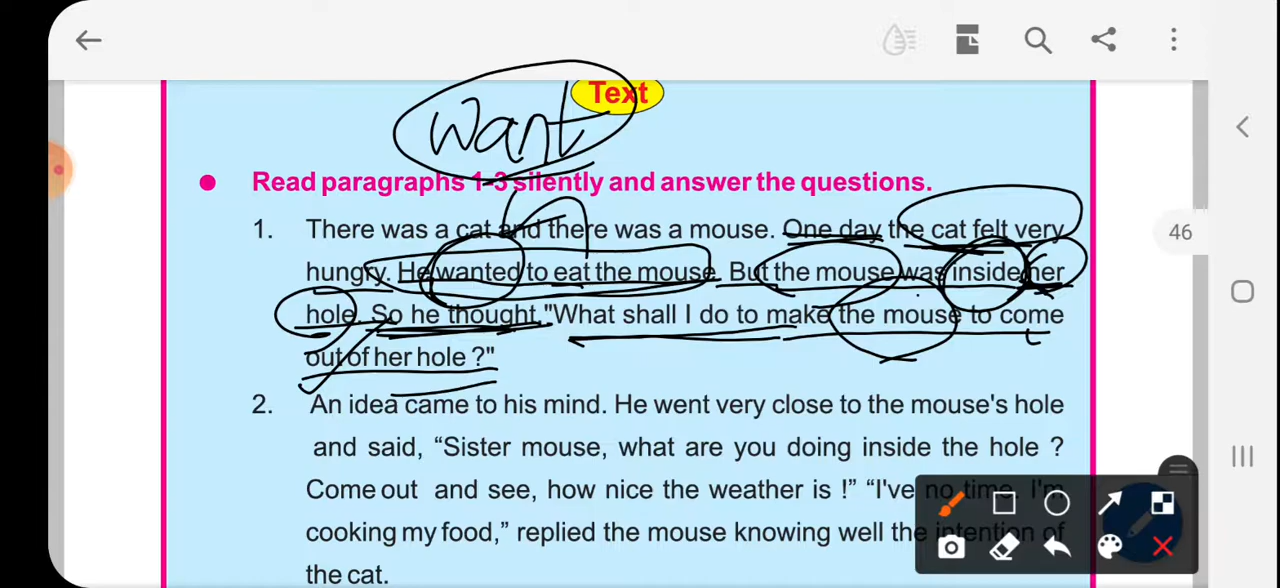 Text
want
Read paragraphs 1-3 silently and answer the questions.
1. There was a cat and there was a mouse. One day the cat felt very
46
hungry. He wanted to eat the mouse. But the mouse was inside her
hole. So he thought, "What shall I do to make the mouse to come
out of her hole ?"
2. An idea came to his mind. He went very close to the mouse's hole
and said, “Sister mouse, what are you doing inside the hole ?
Come out and see, how nice the weather is !” “I've no time. I'm
cooking my food,” replied the mouse knowing well the intention of
the cat.